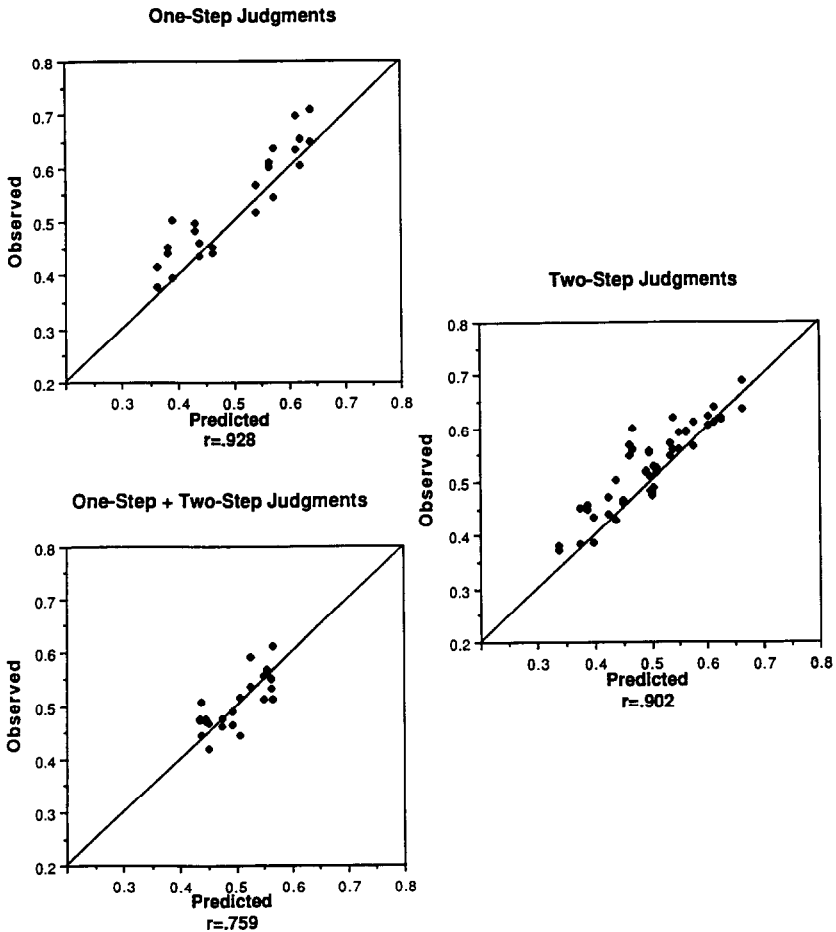 One-Step Judgments
0.8
0.7
0.6
0.5
0.4
0.3
0.2
Observed
0.3 0.4 0.5 0.6 0.7 0.8
Predicted
r=.928
Two-Step Judgments
0.8
0.7
0.6
0.5
0.4
0.3
0.2
Observed
0.3 0.4 0.5 0.6 0.7 0.8
Predicted
r=.902
One-Step + Two-Step Judgments
0.8
0.7
0.6
0.5
0.4
0.3
0.2
Observed
0.3 0.4 0.5 0.6 0.7 0.8
Predicted
r=.759